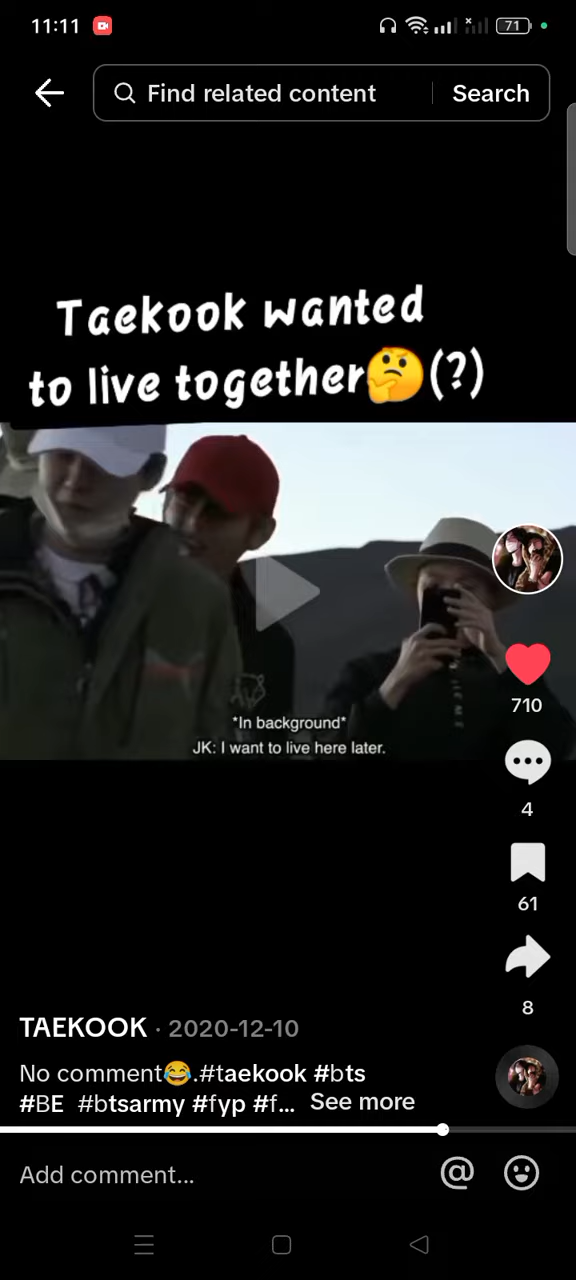 11:11
71
Find related content
Search
Taekook wanted
to live together🤔(?)
*In background*
JK: I want to live here later.
710
4
61
8
TAEKOOK · 2020-12-10
No comment😂.#taekook #bts
#BE #btsarmy #fyp #f... See more
Add comment...